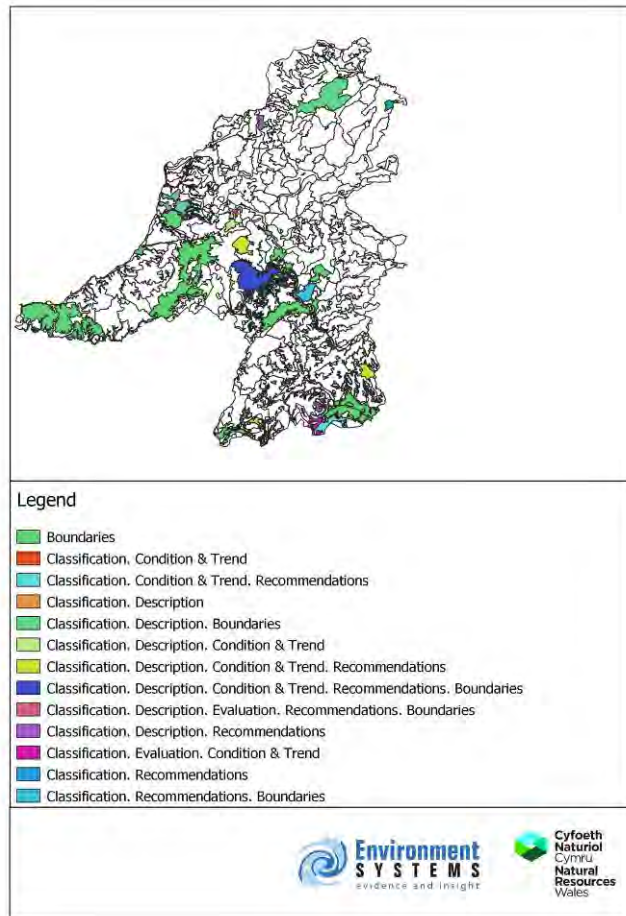 Legend
Boundaries
Classification. Condition & Trend
Classification. Condition & Trend. Recommendations
Classification. Description
Classification. Description. Boundaries
Classification. Description. Condition & Trend
Classification. Description. Condition & Trend. Recommendations
Classification. Description. Condition & Trend. Recommendations. Boundaries
Classification. Description. Evaluation. Recommendations. Boundaries
Classification. Description. Recommendations
Classification. Evaluation. Condition & Trend
Classification. Recommendations
Classification. Recommendations. Boundaries
Environment
SYSTEMS
evidence and insight
Cyfoeth
Naturiol
Cymru
Natural
Resources
Wales